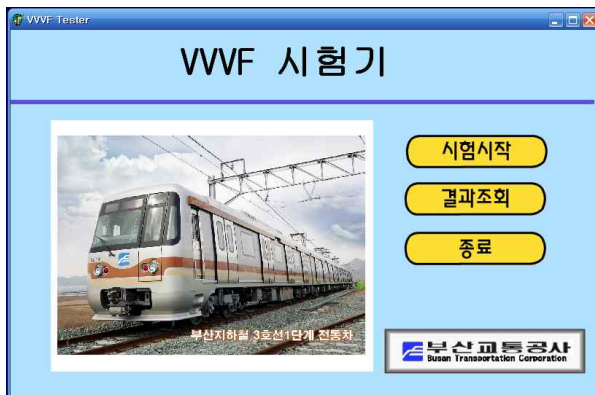 VVVF Tester
VVVF 시험기
시험시작
결과조회
종료
부산지하철 3호선1단계 전동차
부산교통공사
Busan Transportation Corporation